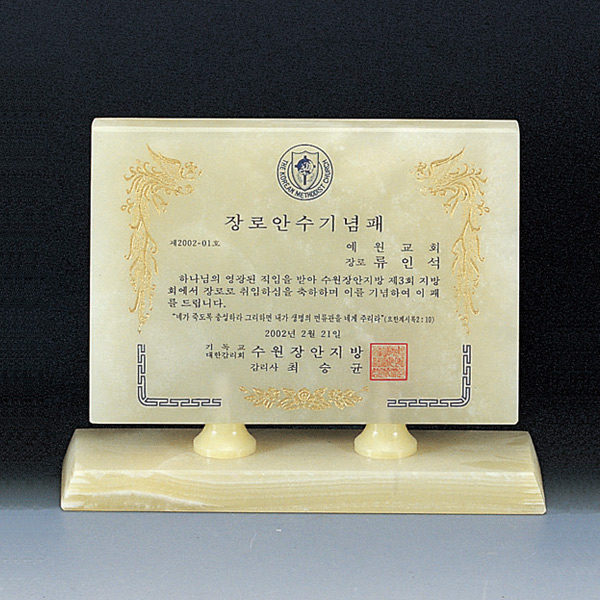 THE KOREAN METHODIST CHURCH
장로안수기념패
제2002-01호
예원교회
장로 류인석
하나님의 영광된 직임을 받아 수원장안지방 제3회 지방
회에서 장로로 취임하심을 축하하며 이를 기념하여 이 패
를 드립니다.
"네가 죽도록 충성하라 그리하면 내가 생명의 면류관을 네게 주리라"(요한계시록2:10)
2002년 2월 21일
기독교
대한감리회 수원장안지방
감리사 최승균